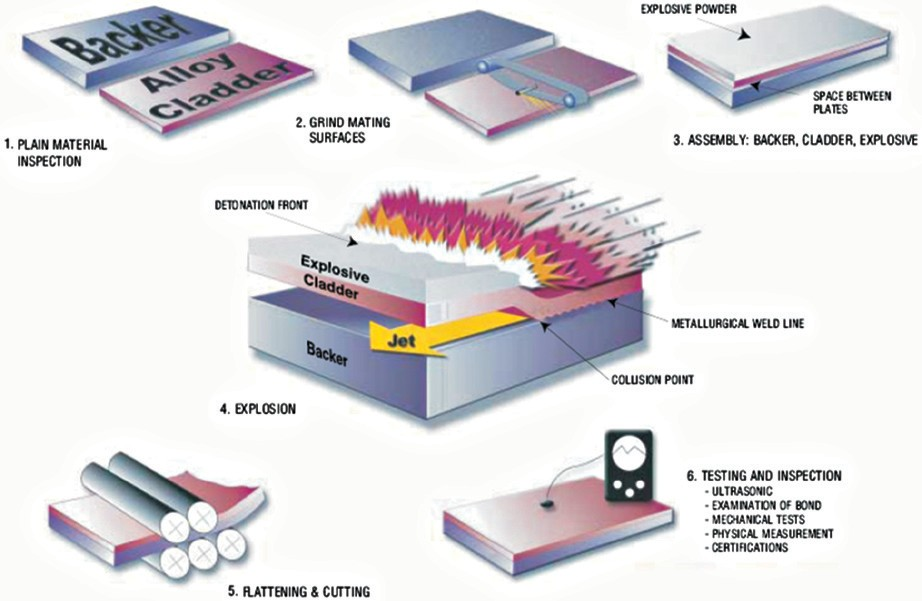 Backer
Alloy
Cladder
1. PLAIN MATERIAL
INSPECTION
2. GRIND MATING
SURFACES
EXPLOSIVE POWDER
SPACE BETWEEN
PLATES
3. ASSEMBLY: BACKER, CLADDER, EXPLOSIVE
DETONATION FRONT
Explosive
Cladder
Jet
Backer
METALLURGICAL WELD LINE
COLLISION POINT
4. EXPLOSION
5. FLATTENING & CUTTING
6. TESTING AND INSPECTION
- ULTRASONIC
- EXAMINATION OF BOND
- MECHANICAL TESTS
- PHYSICAL MEASUREMENT
- CERTIFICATIONS